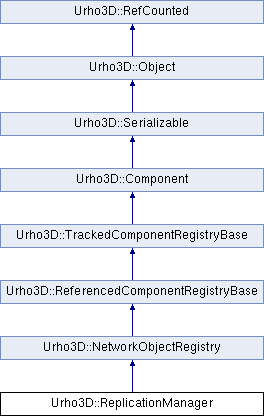 Urho3D::RefCounted
Urho3D::Object
Urho3D::Serializable
Urho3D::Component
Urho3D::TrackedComponentRegistryBase
Urho3D::ReferencedComponentRegistryBase
Urho3D::NetworkObjectRegistry
Urho3D::ReplicationManager